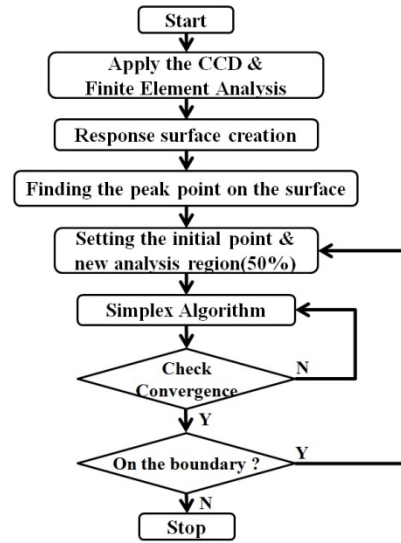 Start
Apply the CCD &
Finite Element Analysis
Response surface creation
Finding the peak point on the surface
Setting the initial point &
new analysis region(50%)
Simplex Algorithm
Check
Convergence
N
Y
On the boundary ?
Y
N
Stop